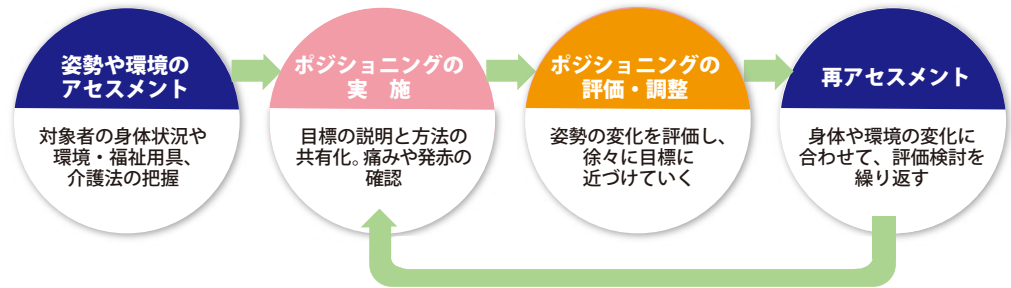 姿勢や環境の
アセスメント
対象者の身体状況や
環境・福祉用具、
介護法の把握
ポジショニングの
実　施
目標の説明と方法の
共有化。痛みや発赤の
確認
ポジショニングの
評価・調整
姿勢の変化を評価し、
徐々に目標に
近づけていく
再アセスメント
身体や環境の変化に
合わせて、評価検討を
繰り返す